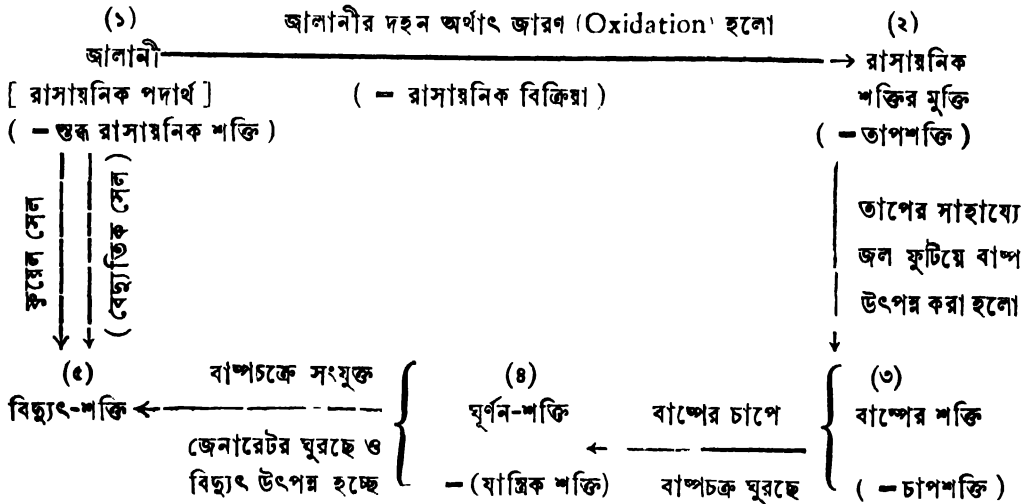 (১) জালানীর দহন অর্থাৎ জারণ (Oxidation) হলো (২)
জালানী → রাসায়নিক
[ রাসায়নিক পদার্থ ] ( — রাসায়নিক বিক্রিয়া ) শক্তির মুক্তি
( — শুদ্ধ রাসায়নিক শক্তি ) ( — তাপশক্তি )
ফুয়েল সেল
(বৈদ্যুতিক সেল)
তাপের সাহায্যে
জল ফুটিয়ে বাষ্প
উৎপন্ন করা হলো
(৫) বাষ্পচক্রে সংযুক্ত (৪) (৩)
বিদ্যুৎ-শক্তি ← ঘূর্ণন-শক্তি বাষ্পের চাপে বাষ্পের শক্তি
জেনারেটর ঘুরছে ও ←
বিদ্যুৎ উৎপন্ন হচ্ছে — (যান্ত্রিক শক্তি) বাষ্পচক্র ঘুরছে ( — চাপশক্তি )